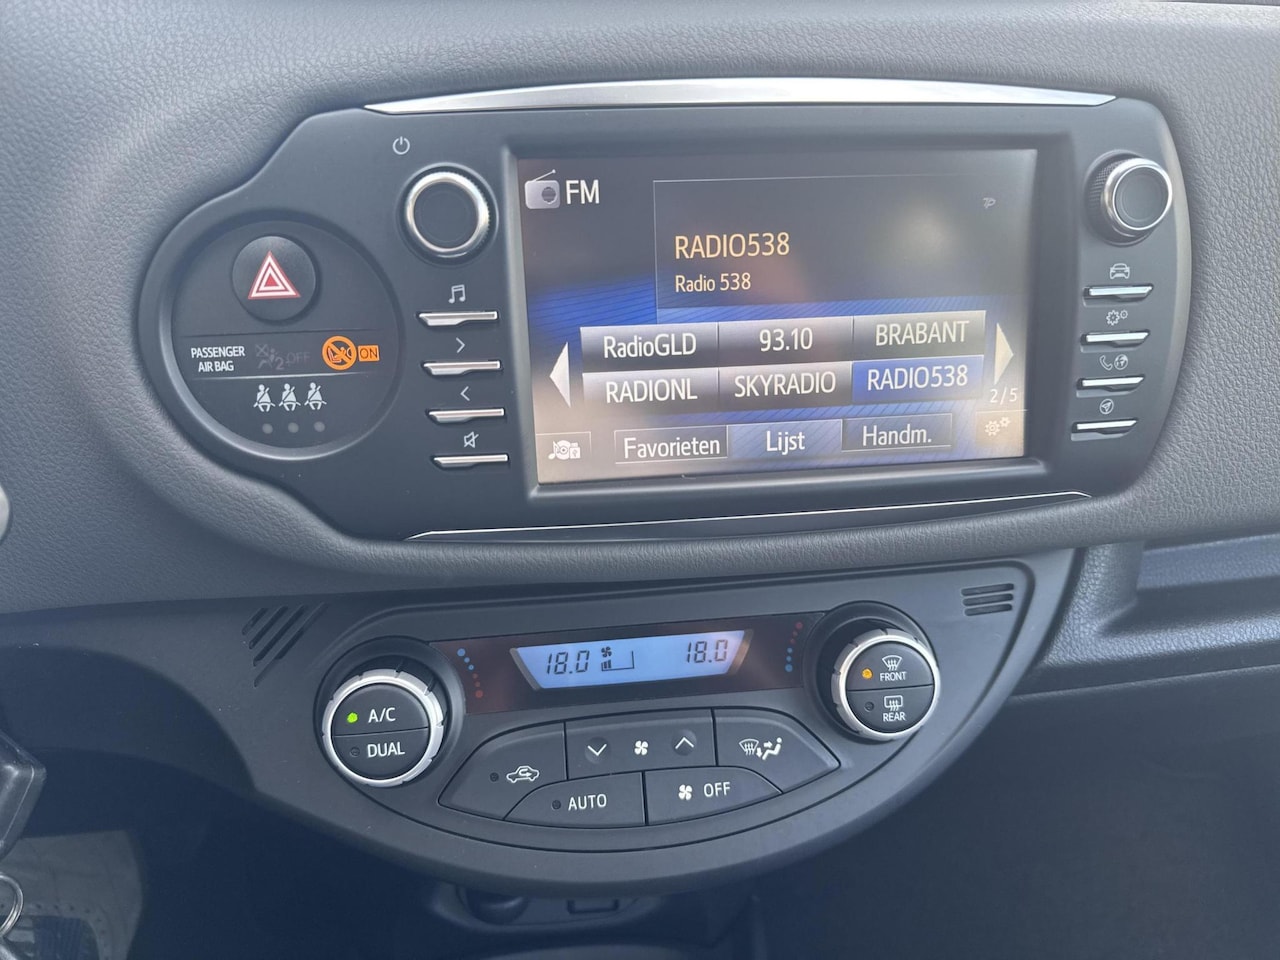 FM
RADIO538
Radio 538
RadioGLD 93.10 BRABANT
RADIONL SKYRADIO RADIO538
2/5
Favorieten Lijst Handm.
PASSENGER
AIR BAG
2 OFF
ON
18.0 18.0
A/C
DUAL
FRONT
REAR
AUTO
OFF